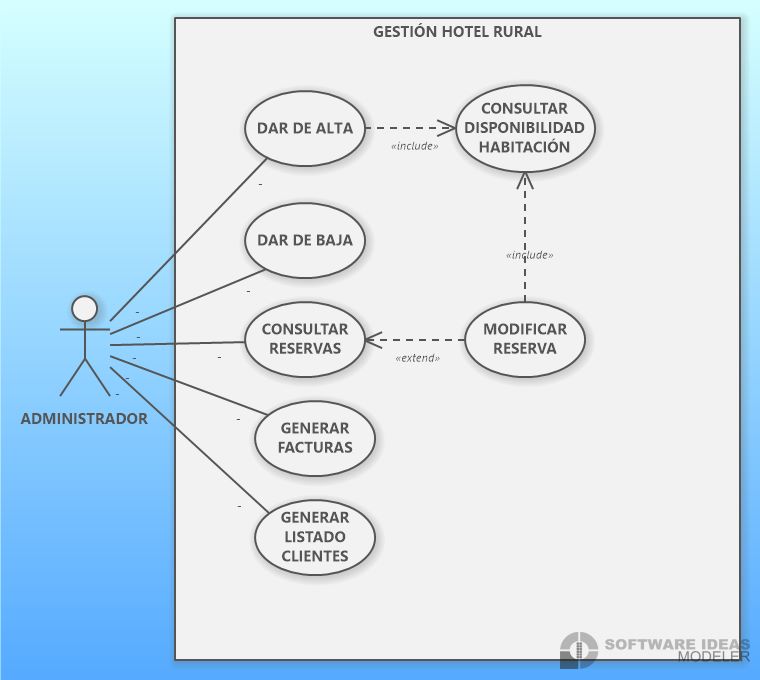 GESTIÓN HOTEL RURAL
DAR DE ALTA
«include»
CONSULTAR
DISPONIBILIDAD
HABITACIÓN
-
DAR DE BAJA
-
«include»
-
-
-
-
-
-
CONSULTAR
RESERVAS
-
«extend»
MODIFICAR
RESERVA
ADMINISTRADOR
-
GENERAR
FACTURAS
-
GENERAR
LISTADO
CLIENTES
SOFTWARE IDEAS
MODELER